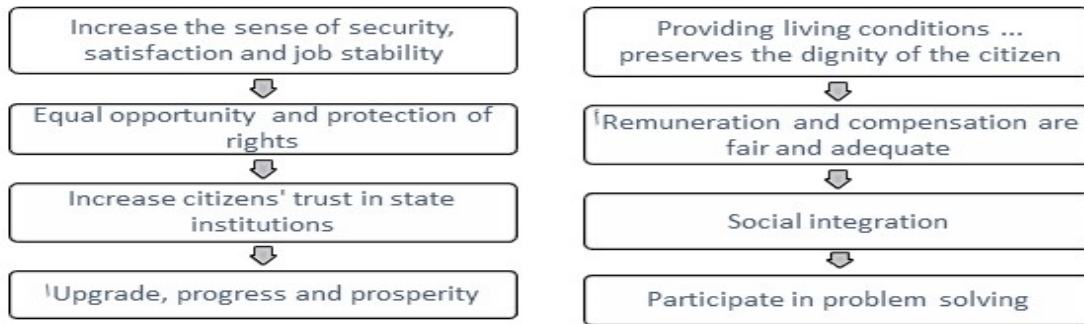 Increase the sense of security,
satisfaction and job stability
Equal opportunity and protection of
rights
Increase citizens' trust in state
institutions
Upgrade, progress and prosperity
Providing living conditions ...
preserves the dignity of the citizen
Remuneration and compensation are
fair and adequate
Social integration
Participate in problem solving